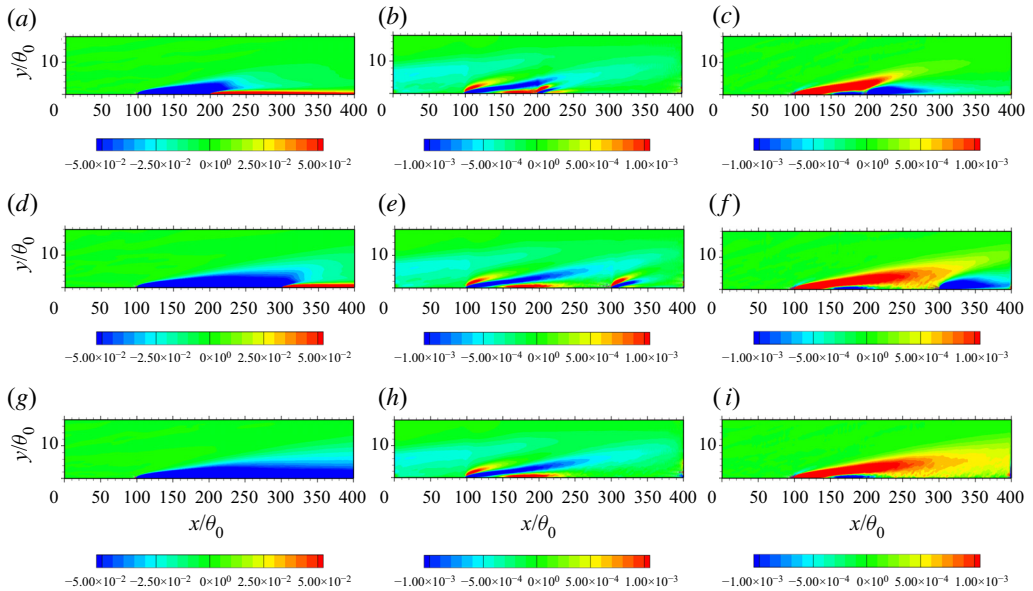 (a) (b) (c)
y/θ0 10 10 10
0 50 100 150 200 250 300 350 400 0 50 100 150 200 250 300 350 400 0 50 100 150 200 250 300 350 400
−5.00×10⁻² −2.50×10⁻² 0×10⁰ 2.50×10⁻² 5.00×10⁻² −1.00×10⁻³ −5.00×10⁻⁴ 0×10⁰ 5.00×10⁻⁴ 1.00×10⁻³ −1.00×10⁻³ −5.00×10⁻⁴ 0×10⁰ 5.00×10⁻⁴ 1.00×10⁻³
(d) (e) (f)
y/θ0 10 10 10
0 50 100 150 200 250 300 350 400 0 50 100 150 200 250 300 350 400 0 50 100 150 200 250 300 350 400
−5.00×10⁻² −2.50×10⁻² 0×10⁰ 2.50×10⁻² 5.00×10⁻² −1.00×10⁻³ −5.00×10⁻⁴ 0×10⁰ 5.00×10⁻⁴ 1.00×10⁻³ −1.00×10⁻³ −5.00×10⁻⁴ 0×10⁰ 5.00×10⁻⁴ 1.00×10⁻³
(g) (h) (i)
y/θ0 10 10 10
0 50 100 150 200 250 300 350 400 0 50 100 150 200 250 300 350 400 0 50 100 150 200 250 300 350 400
x/θ0 x/θ0 x/θ0
−5.00×10⁻² −2.50×10⁻² 0×10⁰ 2.50×10⁻² 5.00×10⁻² −1.00×10⁻³ −5.00×10⁻⁴ 0×10⁰ 5.00×10⁻⁴ 1.00×10⁻³ −1.00×10⁻³ −5.00×10⁻⁴ 0×10⁰ 5.00×10⁻⁴ 1.00×10⁻³